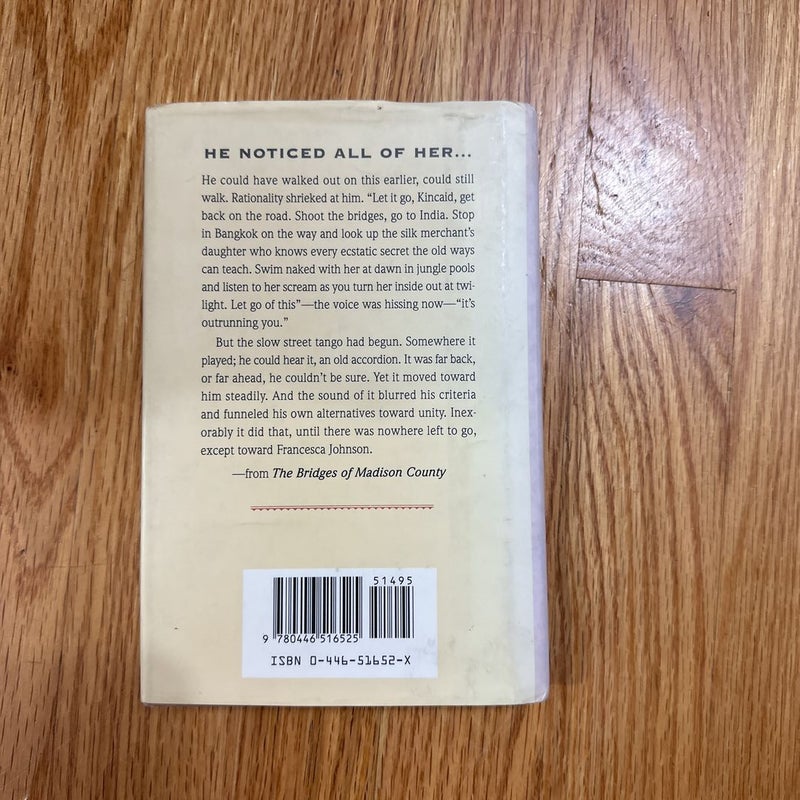 HE NOTICED ALL OF HER...
He could have walked out on this earlier, could still
walk. Rationality shrieked at him. “Let it go, Kincaid, get
back on the road. Shoot the bridges, go to India. Stop
in Bangkok on the way and look up the silk merchant’s
daughter who knows every ecstatic secret the old ways
can teach. Swim naked with her at dawn in jungle pools
and listen to her scream as you turn her inside out at twi-
light. Let go of this”—the voice was hissing now—“it’s
outrunning you.”
But the slow street tango had begun. Somewhere it
played; he could hear it, an old accordion. It was far back,
or far ahead, he couldn’t be sure. Yet it moved toward
him steadily. And the sound of it blurred his criteria
and funneled his own alternatives toward unity. Inex-
orably it did that, until there was nowhere left to go,
except toward Francesca Johnson.
—from The Bridges of Madison County
51495
9 780446 516525
ISBN 0-446-51652-X